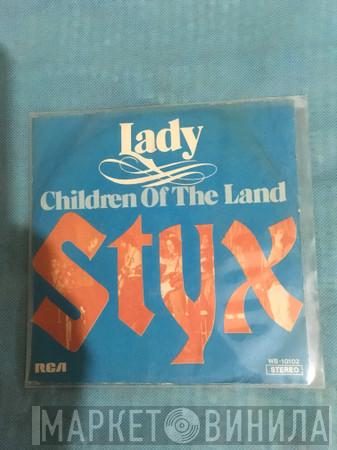 Lady
Children Of The Land
Styx
RCA
WB-10102
STEREO
МАРКЕТ ВИНИЛА